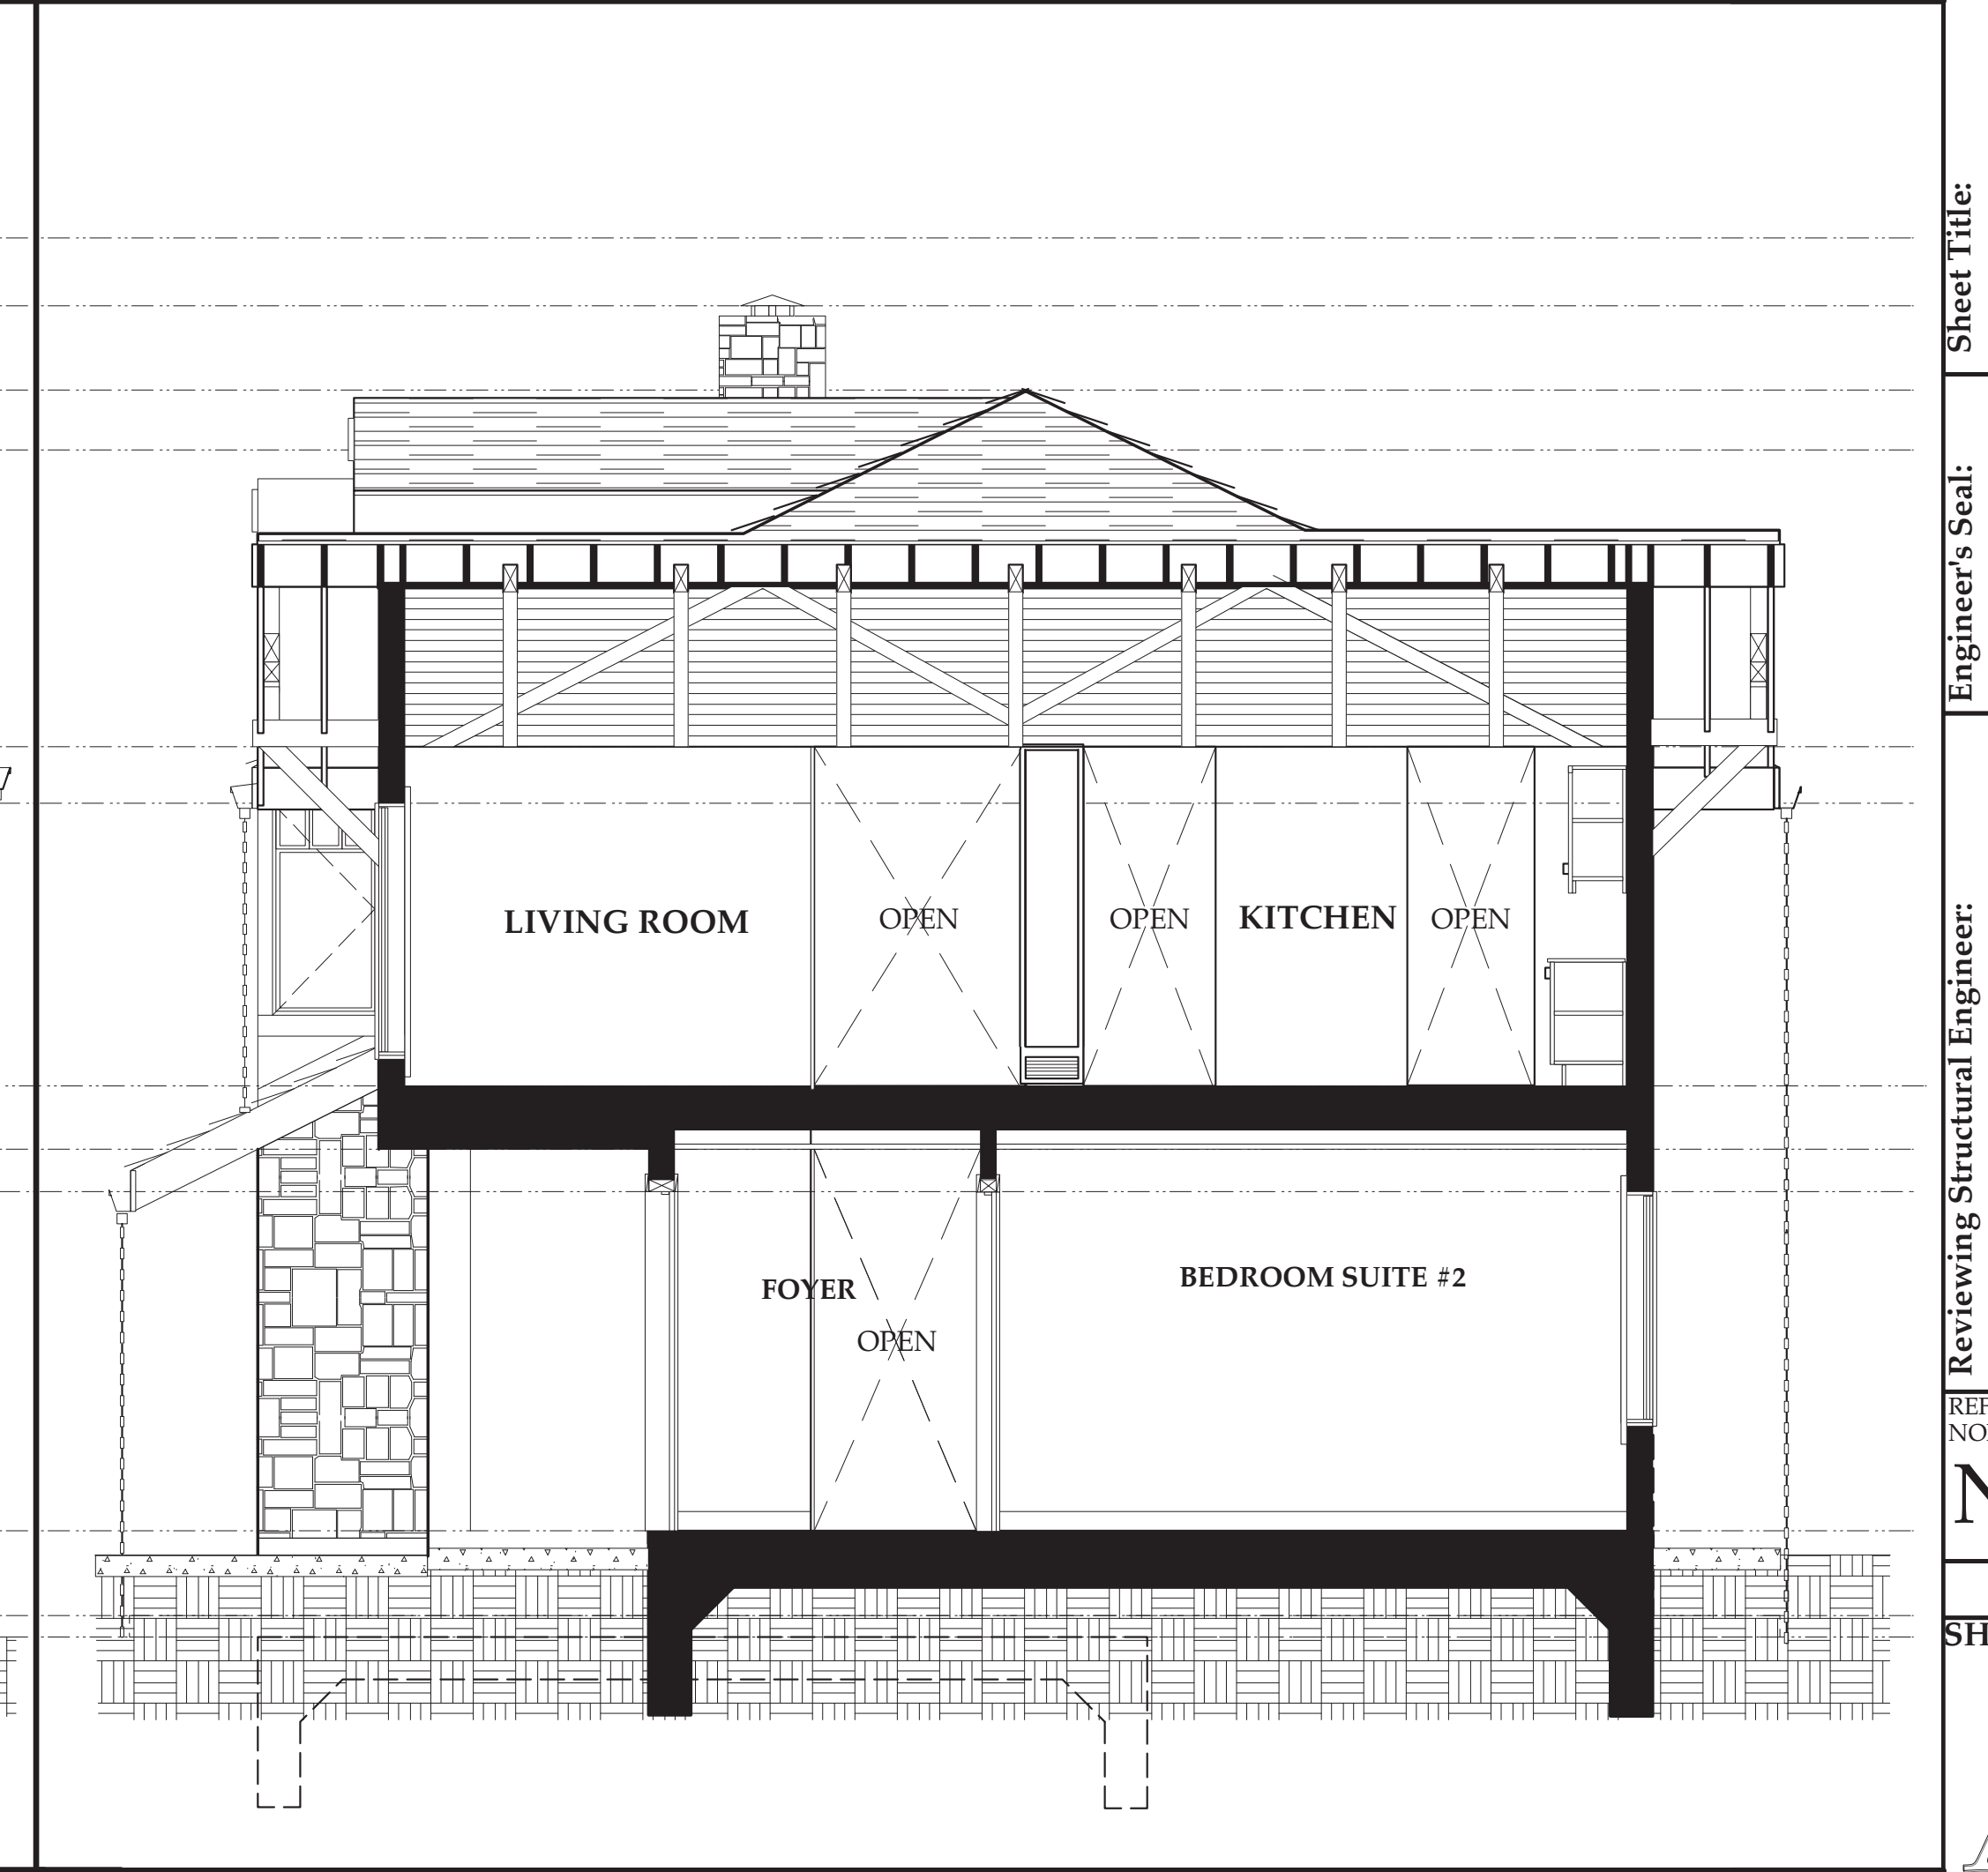 LIVING ROOM
OPEN
OPEN
KITCHEN
OPEN
FOYER
OPEN
BEDROOM SUITE #2
Sheet Title:
Engineer's Seal:
Reviewing Structural Engineer:
SH